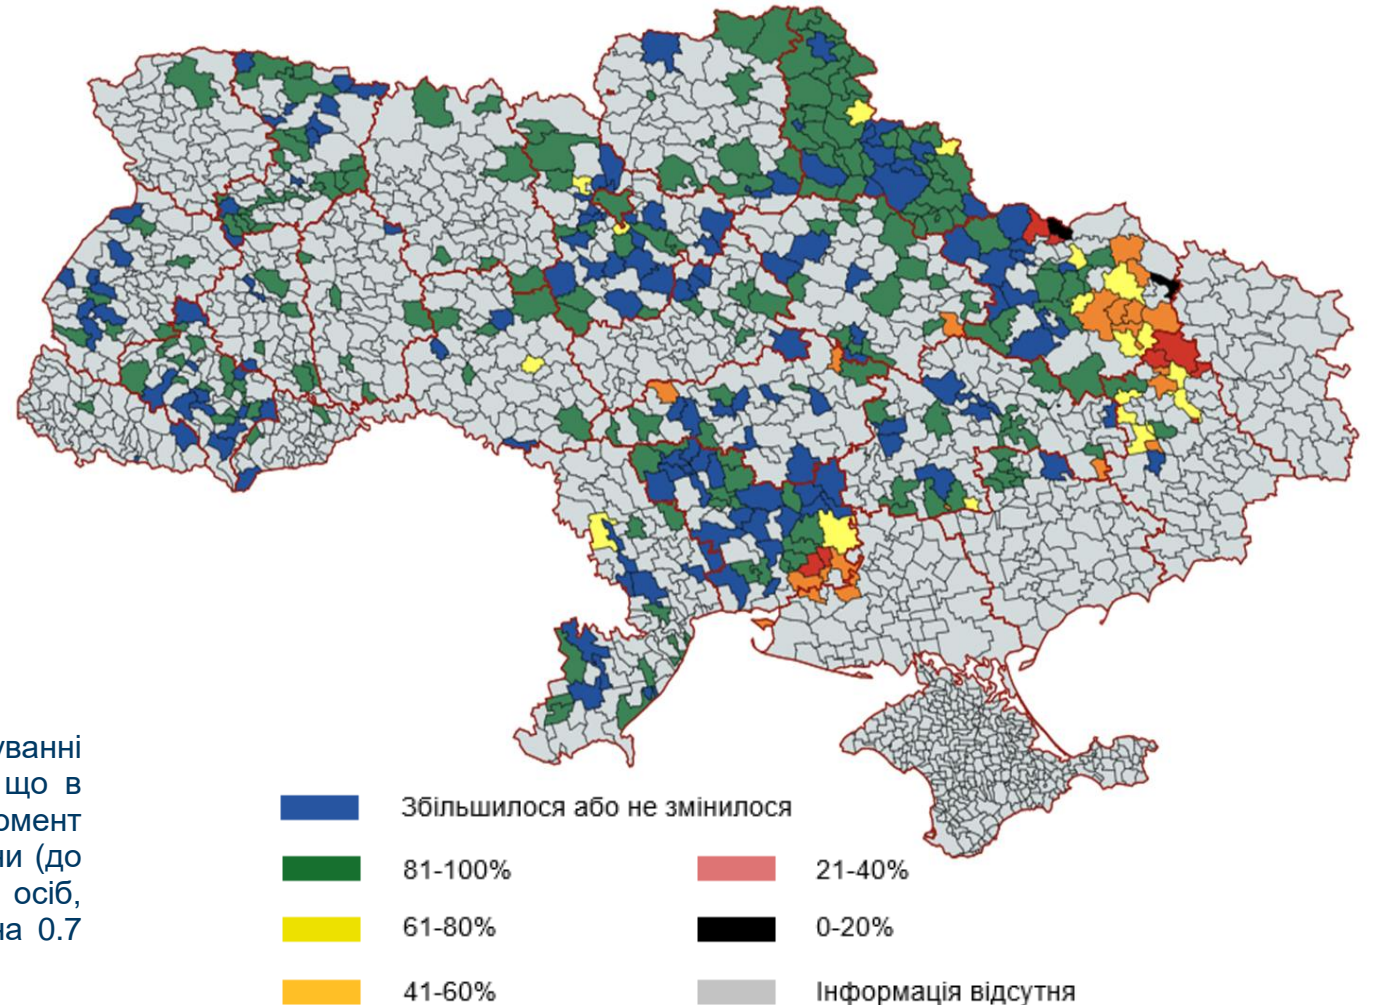 уванні
що в
омент
ни (до
осіб,
на 0.7
Збільшилося або не змінилося
81-100%
21-40%
61-80%
0-20%
41-60%
Інформація відсутня